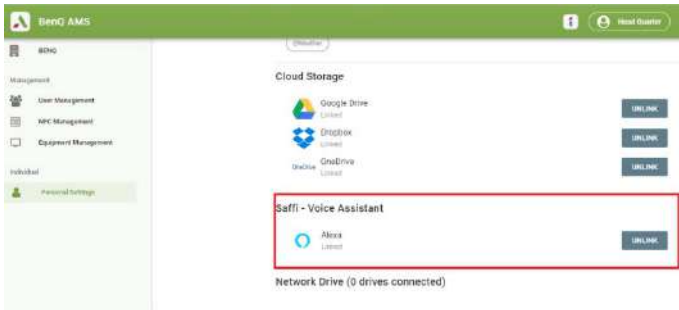 BenQ AMS
Head Quarter
BENQ
Management
User Management
NFC Management
Equipment Management
Individual
Personal Settings
Cloud Storage
Google Drive
Linked
UNLINK
Dropbox
Linked
UNLINK
OneDrive
OneDrive
Linked
UNLINK
Saffi - Voice Assistant
Alexa
Linked
UNLINK
Network Drive (0 drives connected)